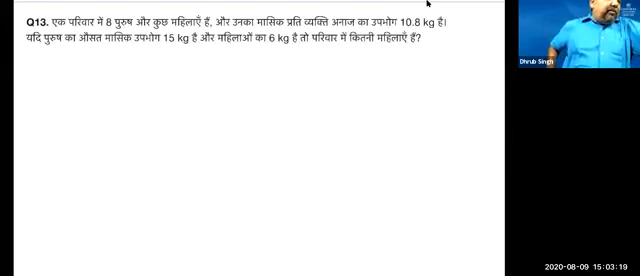 Q13. एक परिवार में 8 पुरुष और कुछ महिलाएँ हैं, और उनका मासिक प्रति व्यक्ति अनाज का उपभोग 10.8 kg है।
यदि पुरुष का औसत मासिक उपभोग 15 kg है और महिलाओं का 6 kg है तो परिवार में कितनी महिलाएँ हैं?
Dhrub Singh
2020-08-09 15:03:19